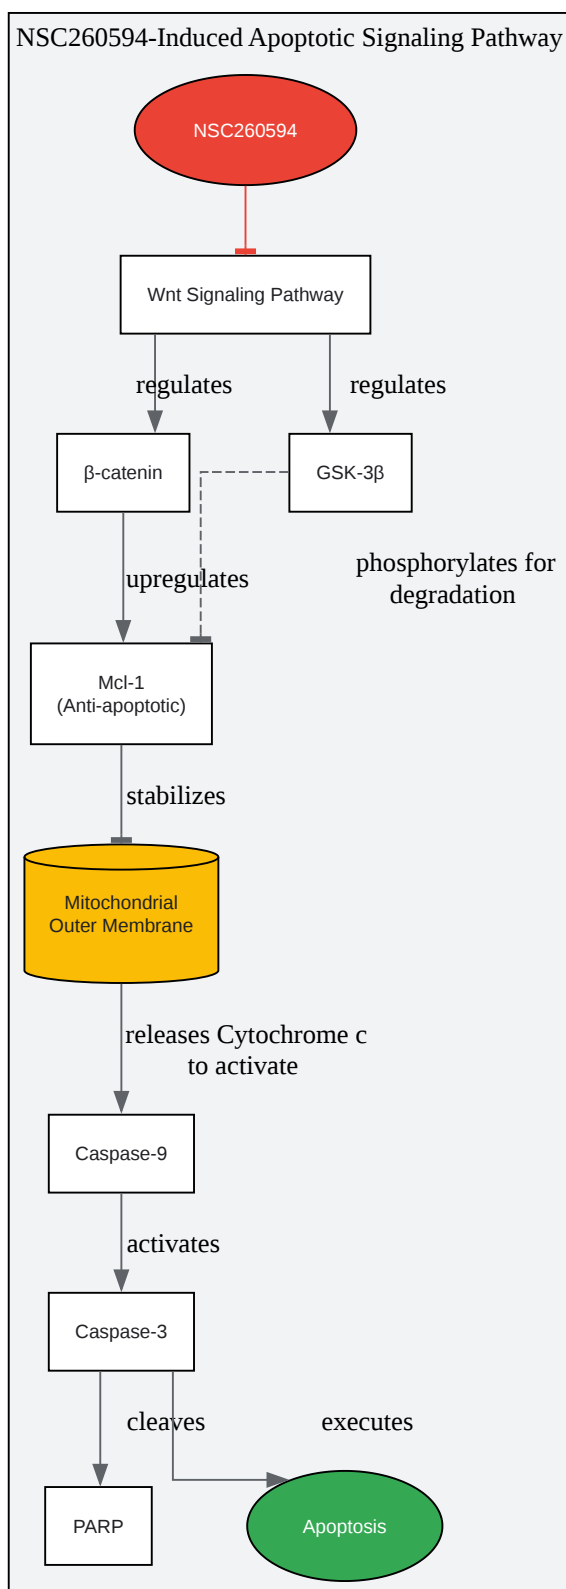 NSC260594-Induced Apoptotic Signaling Pathway
NSC260594
Wnt Signaling Pathway
regulates
regulates
β-catenin
GSK-3β
upregulates
phosphorylates for
degradation
Mcl-1
(Anti-apoptotic)
stabilizes
Mitochondrial
Outer Membrane
releases Cytochrome c
to activate
Caspase-9
activates
Caspase-3
cleaves
executes
PARP
Apoptosis